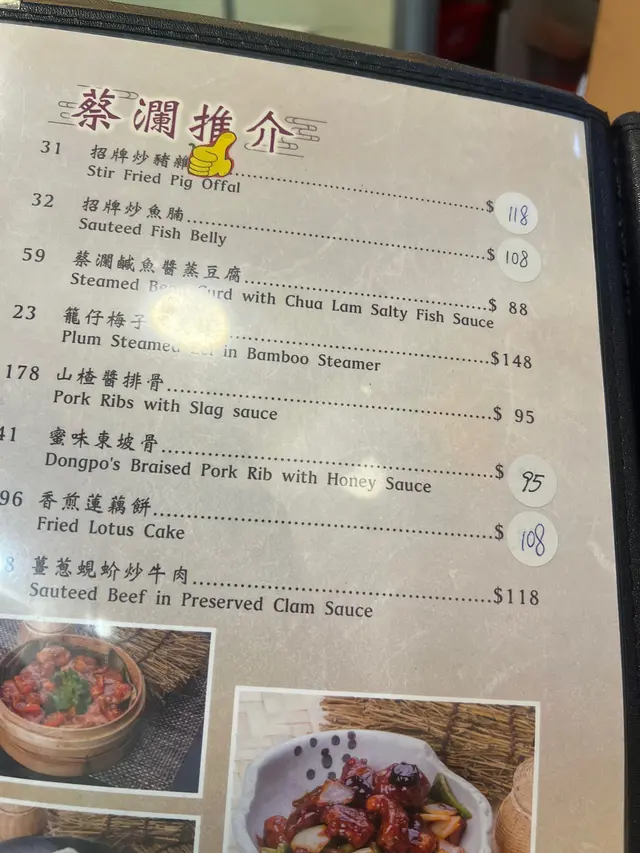 蔡瀾推介
31 招牌炒豬雜 $ 118
Stir Fried Pig Offal
32 招牌炒魚腩 $ 108
Sauteed Fish Belly
59 蔡瀾鹹魚醬蒸豆腐 $ 88
Steamed Curd with Chua Lam Salty Fish Sauce
23 籠仔梅子 $148
Plum Steamed in Bamboo Steamer
178 山楂醬排骨 $ 95
Pork Ribs with Slag sauce
41 蜜味東坡骨 $ 95
Dongpo's Braised Pork Rib with Honey Sauce
96 香煎蓮藕餅 $ 108
Fried Lotus Cake
8 薑蔥蜆蚧炒牛肉 $118
Sauteed Beef in Preserved Clam Sauce